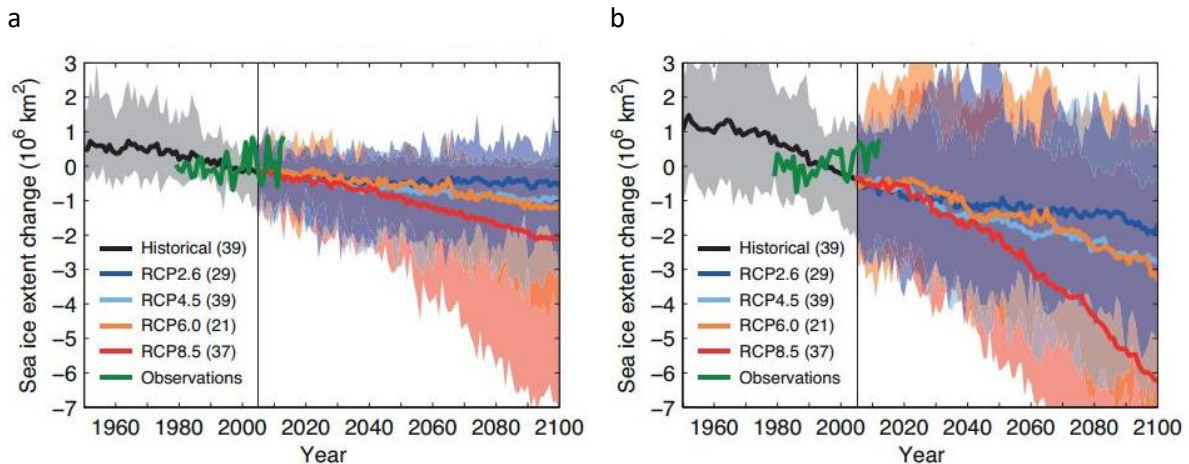 a
3
2
1
0
−1
−2
−3
−4
−5
−6
−7
Sea ice extent change (10⁶ km²)
Historical (39)
RCP2.6 (29)
RCP4.5 (39)
RCP6.0 (21)
RCP8.5 (37)
Observations
1960 1980 2000 2020 2040 2060 2080 2100
Year
b
3
2
1
0
−1
−2
−3
−4
−5
−6
−7
Sea ice extent change (10⁶ km²)
Historical (39)
RCP2.6 (29)
RCP4.5 (39)
RCP6.0 (21)
RCP8.5 (37)
Observations
1960 1980 2000 2020 2040 2060 2080 2100
Year